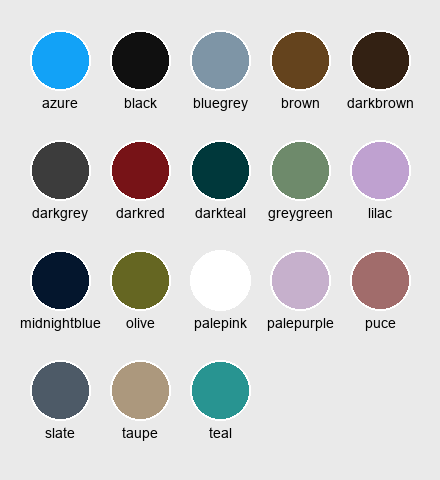 azure black bluegrey brown darkbrown
darkgrey darkred darkteal greygreen lilac
midnightblue olive palepink palepurple puce
slate taupe teal